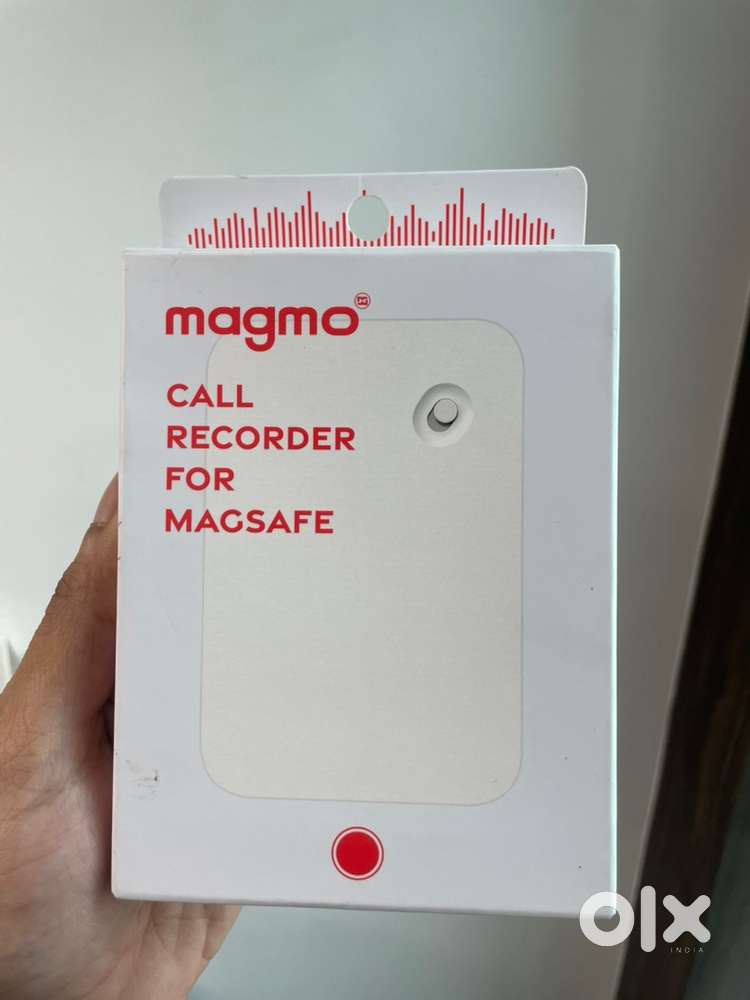 magmo
CALL
RECORDER
FOR
MAGSAFE
olx
INDIA